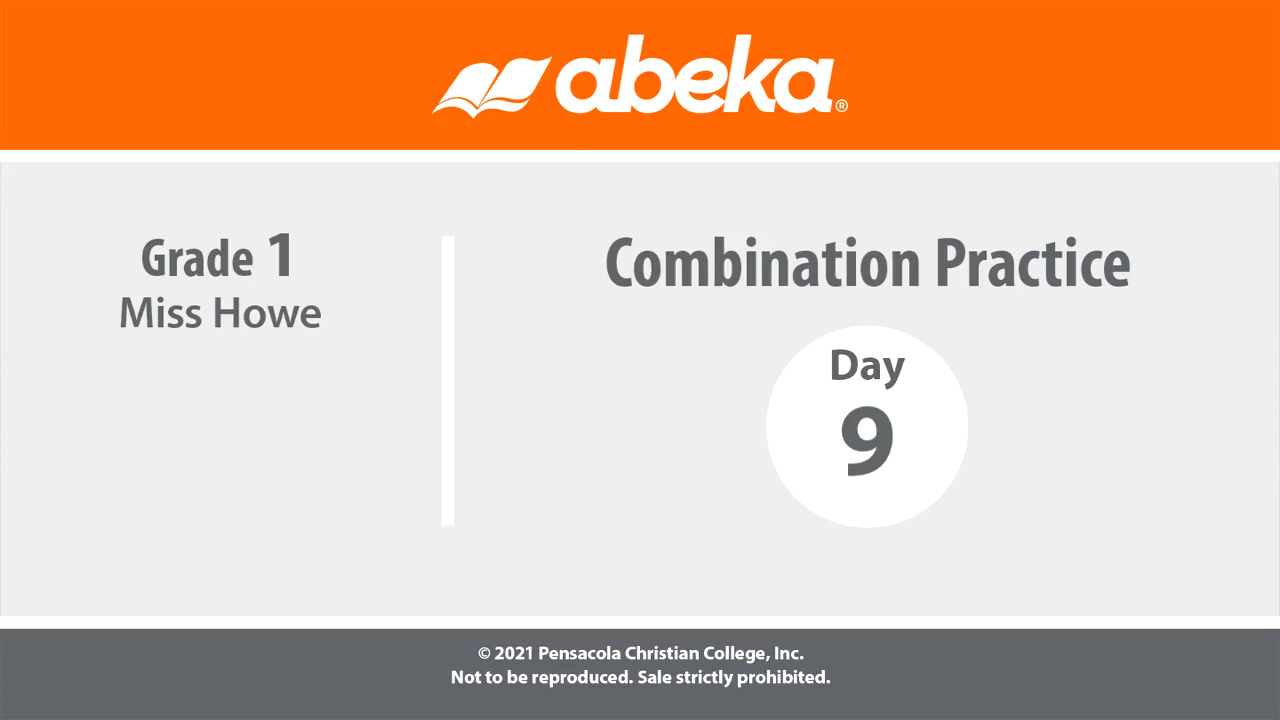 abeka®
Grade 1
Miss Howe
Combination Practice
Day
9
© 2021 Pensacola Christian College, Inc.
Not to be reproduced. Sale strictly prohibited.